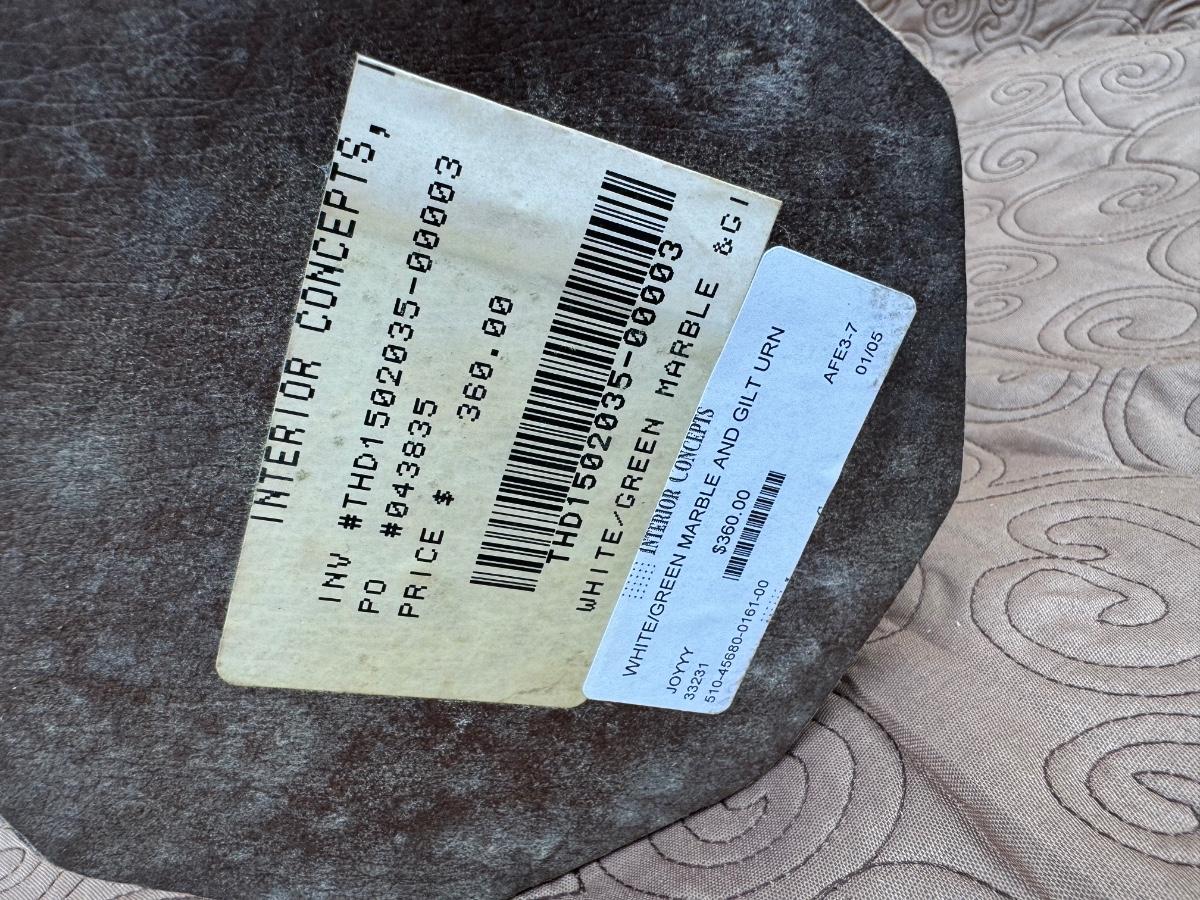 INTERIOR CONCEPTS,
INV #THD1502035-00003
PO #043835
PRICE $ 360.00
THD1502035-00003
WHITE/GREEN MARBLE &GI
INTERIOR CONCEPTS
WHITE/GREEN MARBLE AND GILT URN
$360.00
JOYYY
33231
510-45680-0161-00
AFE3-7
01/05